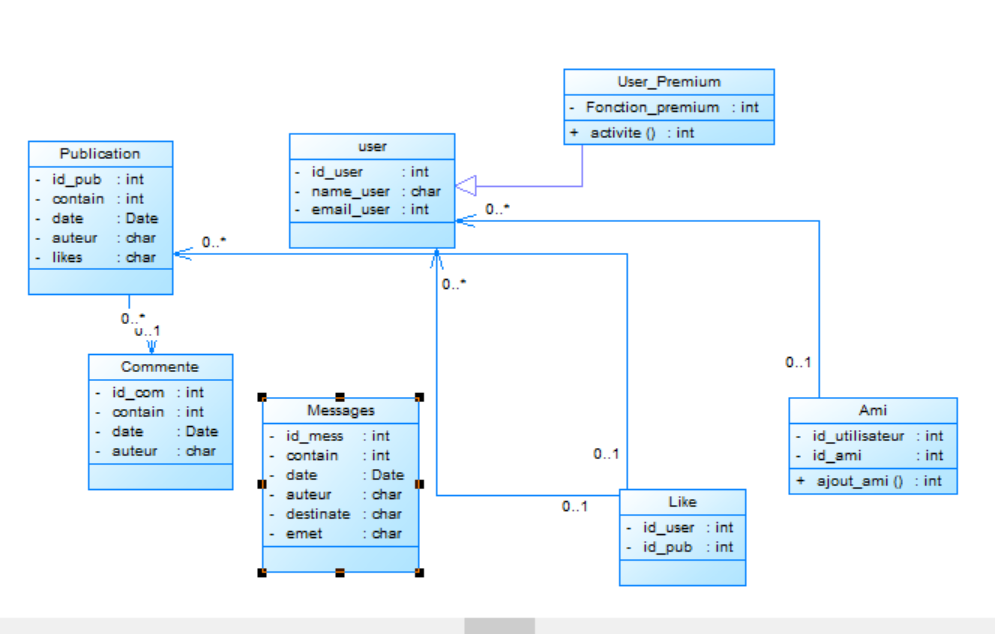 User_Premium
- Fonction_premium : int
+ activite () : int
user
- id_user : int
- name_user : char
- email_user : int
Publication
- id_pub : int
- contain : int
- date : Date
- auteur : char
- likes : char
0..*
0..*
0..*
0..*
0..1
Commente
- id_com : int
- contain : int
- date : Date
- auteur : char
Messages
- id_mess : int
- contain : int
- date : Date
- auteur : char
- destinate : char
- emet : char
0..1
0..1
0..1
Ami
- id_utilisateur : int
- id_ami : int
+ ajout_ami () : int
Like
- id_user : int
- id_pub : int